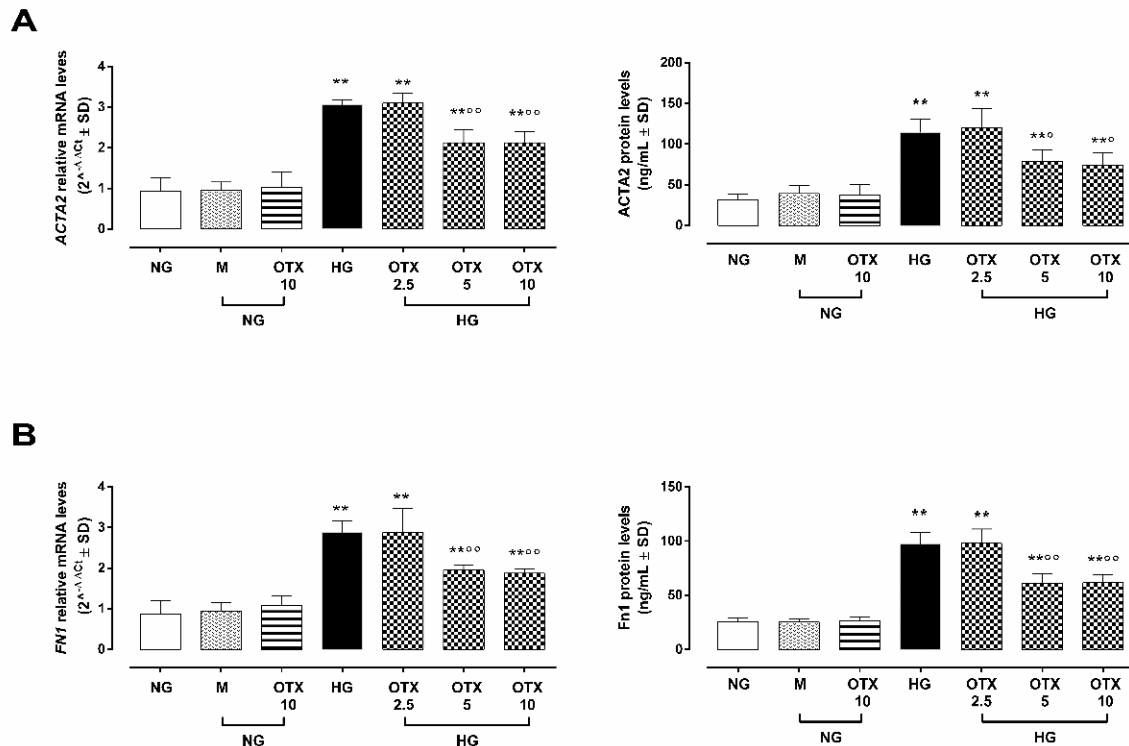 A
ACTA2 relative mRNA leves
(2^-ΛΛCt ± SD)
4
3
2
1
0
** ** **°° **°°
NG M OTX HG OTX OTX OTX
10 2.5 5 10
NG HG
ACTA2 protein levels
(ng/mL ± SD)
200
150
100
50
0
** ** **° **°
NG M OTX HG OTX OTX OTX
10 2.5 5 10
NG HG
B
FN1 relative mRNA leves
(2^-ΛΛCt ± SD)
4
3
2
1
0
** ** **°° **°°
NG M OTX HG OTX OTX OTX
10 2.5 5 10
NG HG
Fn1 protein levels
(ng/mL ± SD)
150
100
50
0
** ** **°° **°°
NG M OTX HG OTX OTX OTX
10 2.5 5 10
NG HG